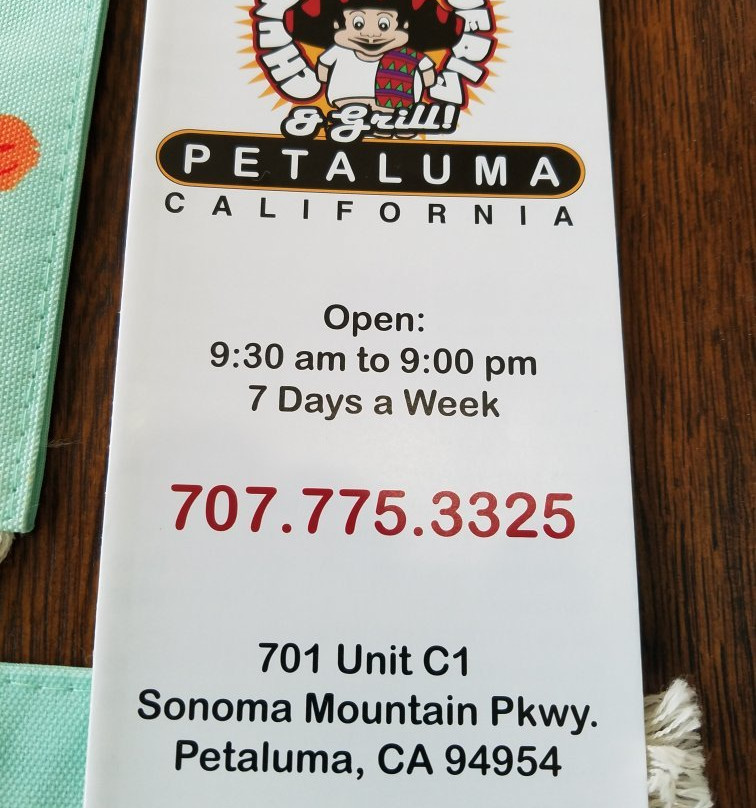 & Grill!
PETALUMA
CALIFORNIA
Open:
9:30 am to 9:00 pm
7 Days a Week
707.775.3325
701 Unit C1
Sonoma Mountain Pkwy.
Petaluma, CA 94954